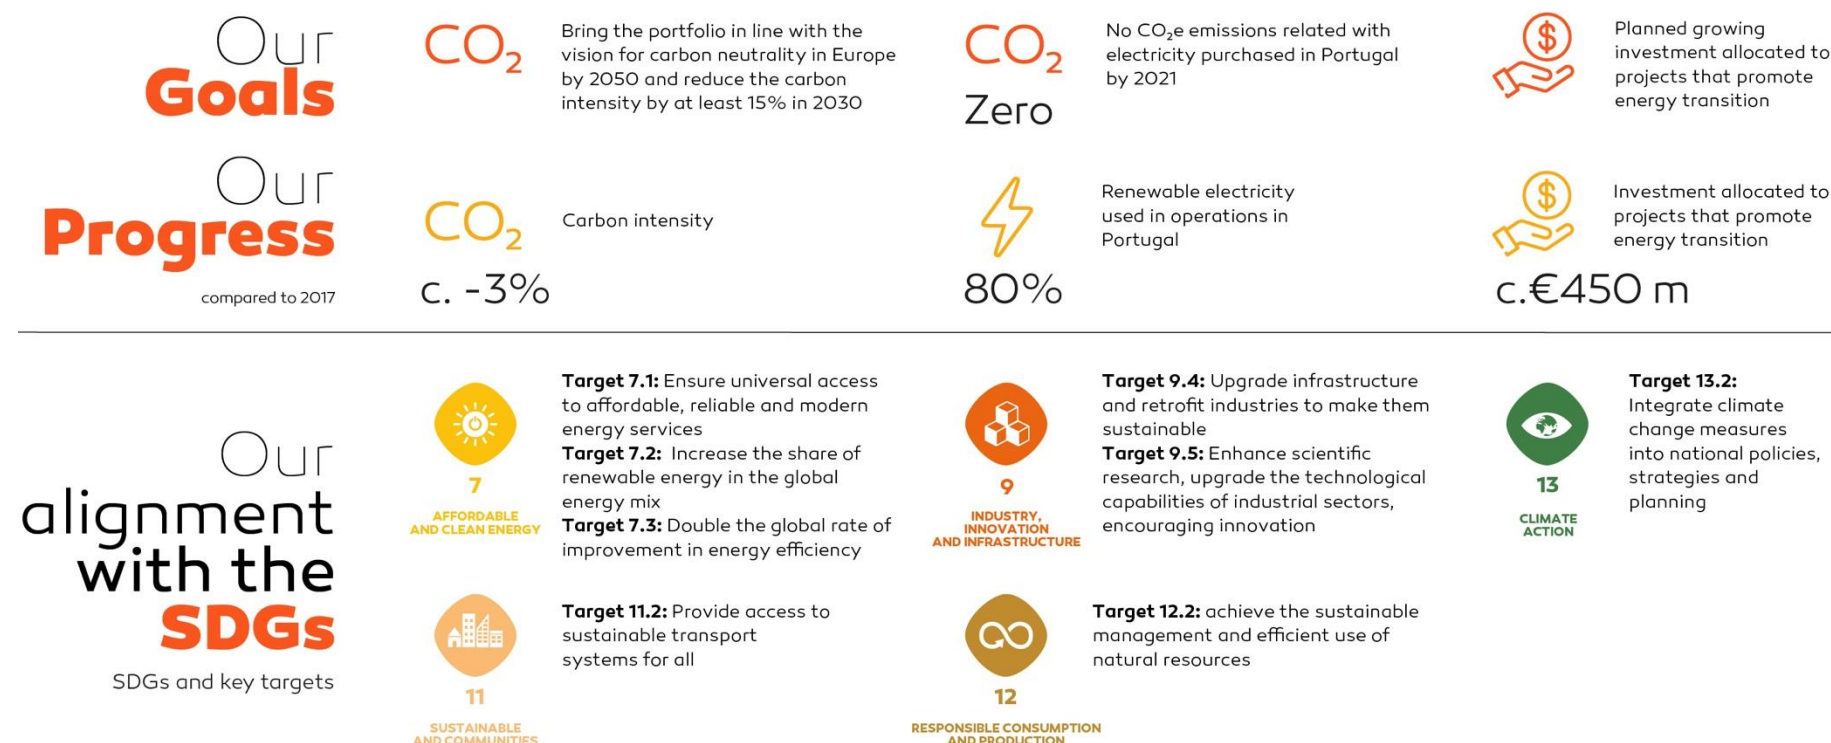 Our
Goals
CO₂
Bring the portfolio in line with the
vision for carbon neutrality in Europe
by 2050 and reduce the carbon
intensity by at least 15% in 2030
CO₂
Zero
No CO₂e emissions related with
electricity purchased in Portugal
by 2021
$
Planned growing
investment allocated to
projects that promote
energy transition
Our
Progress
compared to 2017
CO₂
c. -3%
Carbon intensity
80%
Renewable electricity
used in operations in
Portugal
$
c.€450 m
Investment allocated to
projects that promote
energy transition
Our
alignment
with the
SDGs
SDGs and key targets
7
AFFORDABLE
AND CLEAN ENERGY
Target 7.1: Ensure universal access
to affordable, reliable and modern
energy services
Target 7.2: Increase the share of
renewable energy in the global
energy mix
Target 7.3: Double the global rate of
improvement in energy efficiency
9
INDUSTRY,
INNOVATION
AND INFRASTRUCTURE
Target 9.4: Upgrade infrastructure
and retrofit industries to make them
sustainable
Target 9.5: Enhance scientific
research, upgrade the technological
capabilities of industrial sectors,
encouraging innovation
13
CLIMATE
ACTION
Target 13.2:
Integrate climate
change measures
into national policies,
strategies and
planning
11
SUSTAINABLE
AND COMMUNITIES
Target 11.2: Provide access to
sustainable transport
systems for all
12
RESPONSIBLE CONSUMPTION
AND PRODUCTION
Target 12.2: achieve the sustainable
management and efficient use of
natural resources